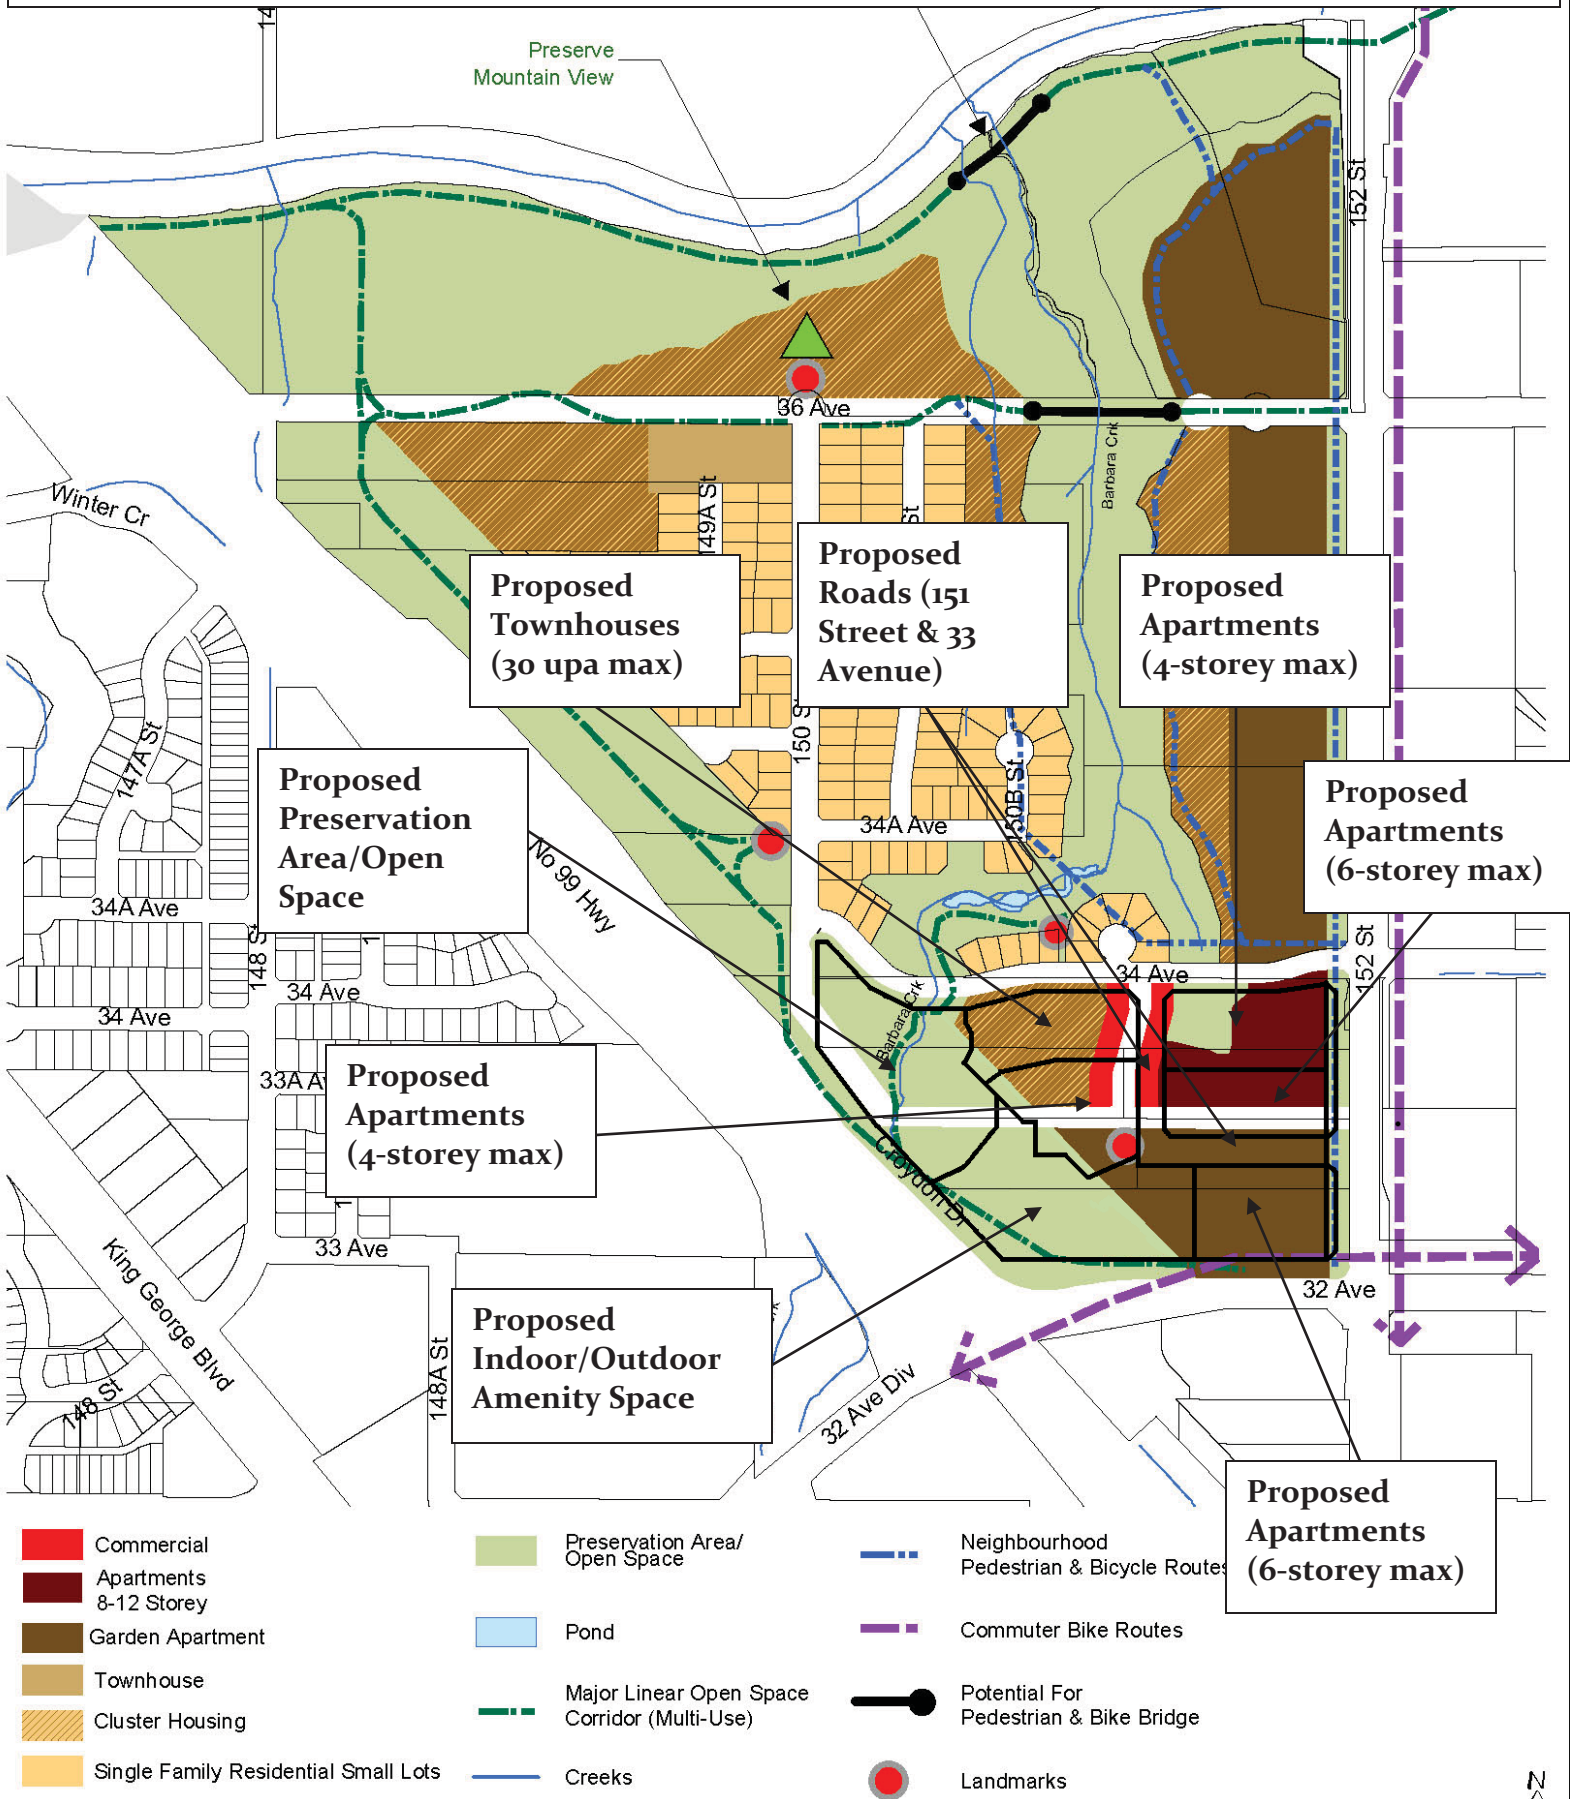 14
Preserve
Mountain View
152 St
36 Ave
Barbara Crk
Winter Cr
149A St
St
Proposed
Townhouses
(30 upa max)
Proposed
Roads (151
Street & 33
Avenue)
Proposed
Apartments
(4-storey max)
147A St
150 S
150B St
34A Ave
Proposed
Preservation
Area/Open
Space
No 99 Hwy
Proposed
Apartments
(6-storey max)
34A Ave
148 St
1
34 Ave
34 Ave
34 Ave
152 St
Barbara Crk
33A Av
Proposed
Apartments
(4-storey max)
1
33 Ave
Croydon Dr
King George Blvd
148 St
148A St
32 Ave
32 Ave Div
Proposed
Indoor/Outdoor
Amenity Space
Proposed
Apartments
(6-storey max)
Commercial
Apartments
8-12 Storey
Garden Apartment
Townhouse
Cluster Housing
Single Family Residential Small Lots
Preservation Area/
Open Space
Pond
Major Linear Open Space
Corridor (Multi-Use)
Creeks
Neighbourhood
Pedestrian & Bicycle Routes
Commuter Bike Routes
Potential For
Pedestrian & Bike Bridge
Landmarks
N